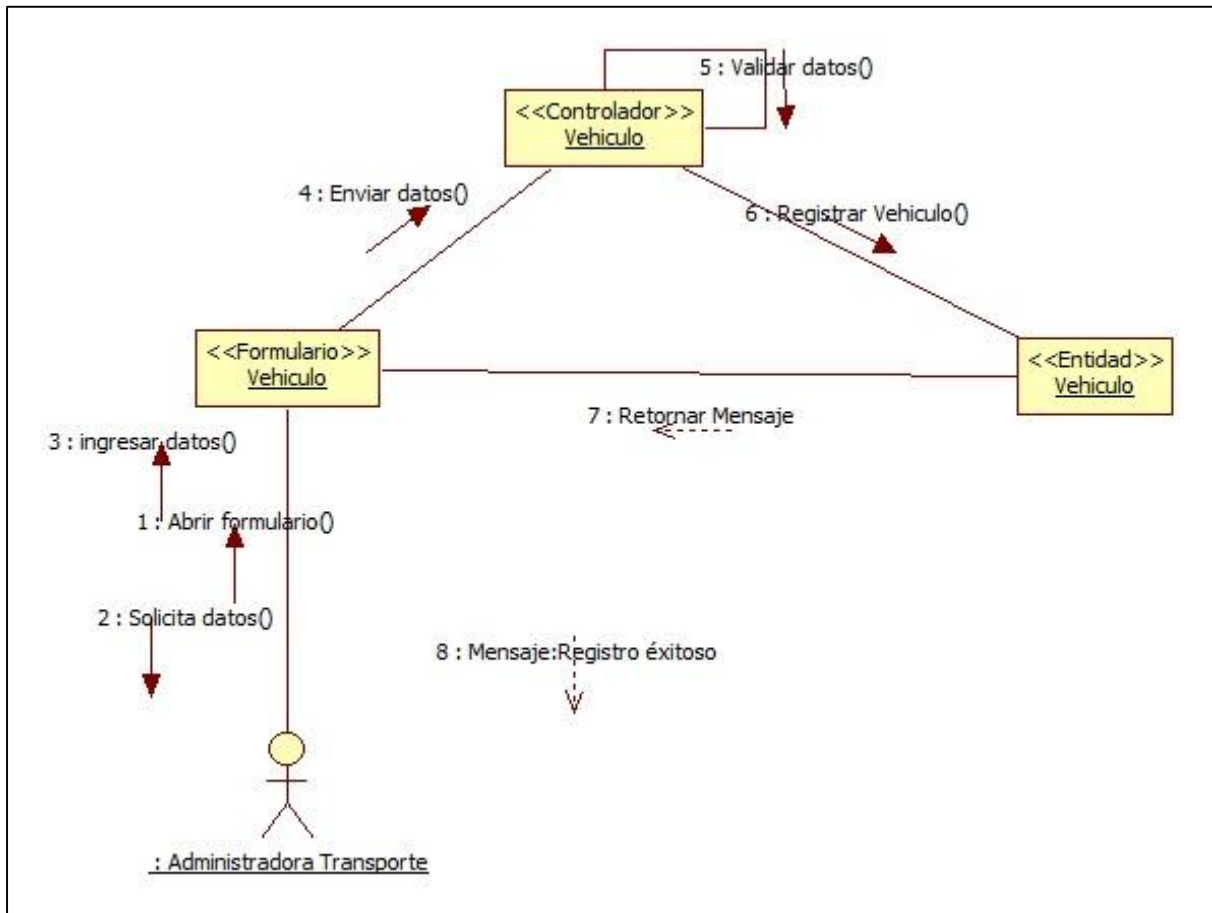 5 : Validar datos()
<<Controlador>>
Vehiculo
4 : Enviar datos()
6 : Registrar Vehiculo()
<<Formulario>>
Vehiculo
<<Entidad>>
Vehiculo
7 : Retornar Mensaje
3 : ingresar datos()
1 : Abrir formulario()
2 : Solicita datos()
8 : Mensaje:Registro éxitoso
: Administradora Transporte